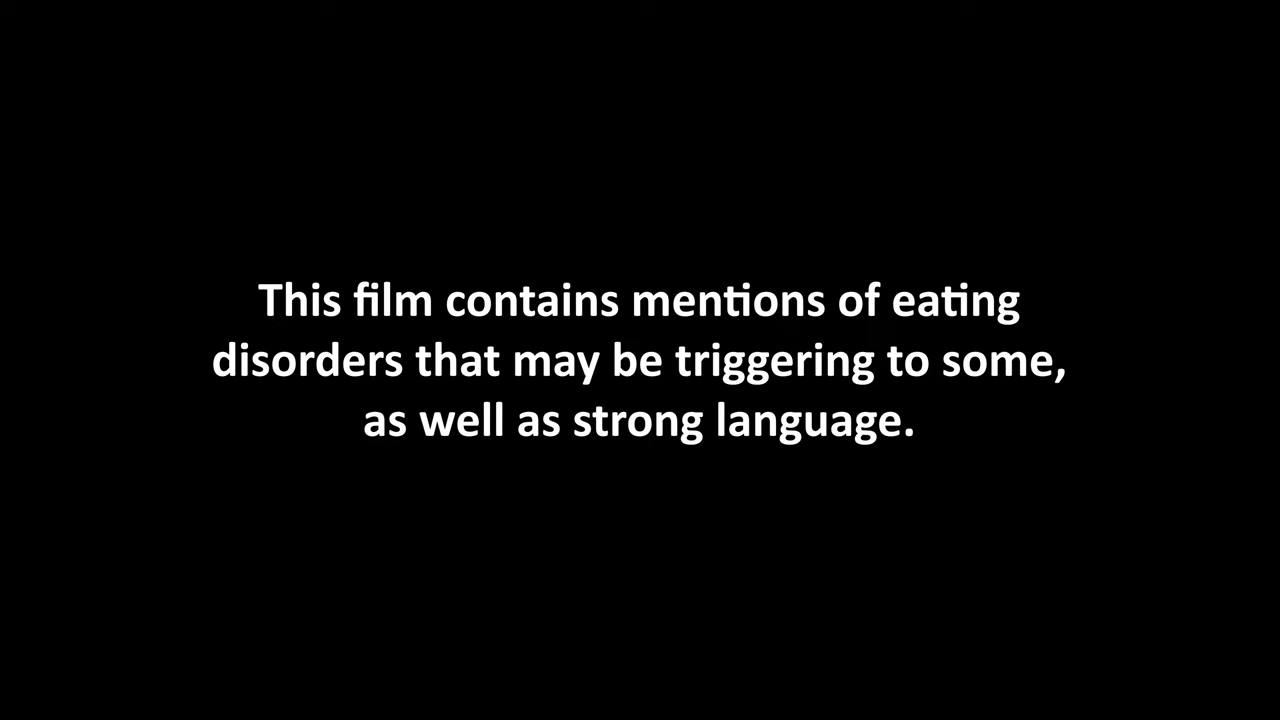 This film contains mentions of eating
disorders that may be triggering to some,
as well as strong language.